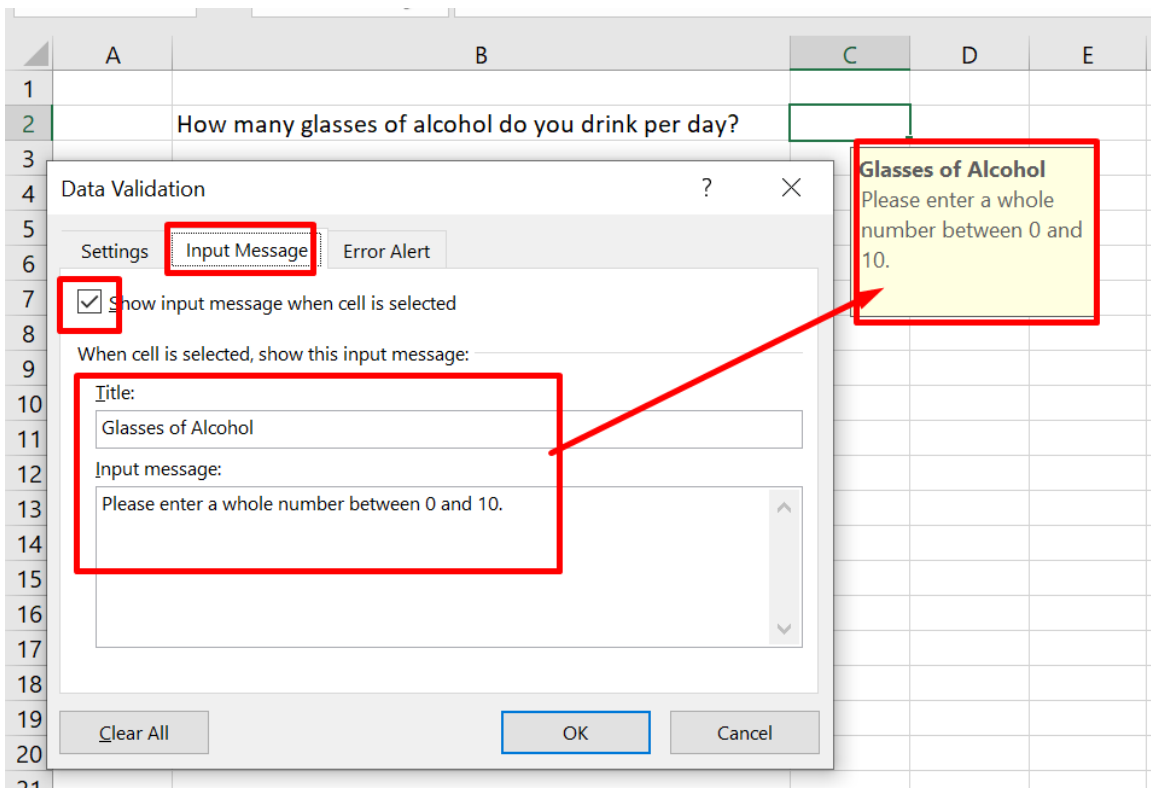 A B C D E
1
2 How many glasses of alcohol do you drink per day?
3
Glasses of Alcohol
Please enter a whole
number between 0 and
10.
4 Data Validation ?
5
6 Settings Input Message Error Alert
7 Show input message when cell is selected
8
9 When cell is selected, show this input message:
10 Title:
11 Glasses of Alcohol
12 Input message:
13 Please enter a whole number between 0 and 10.
14
15
16
17
18
19 Clear All OK Cancel
20
21